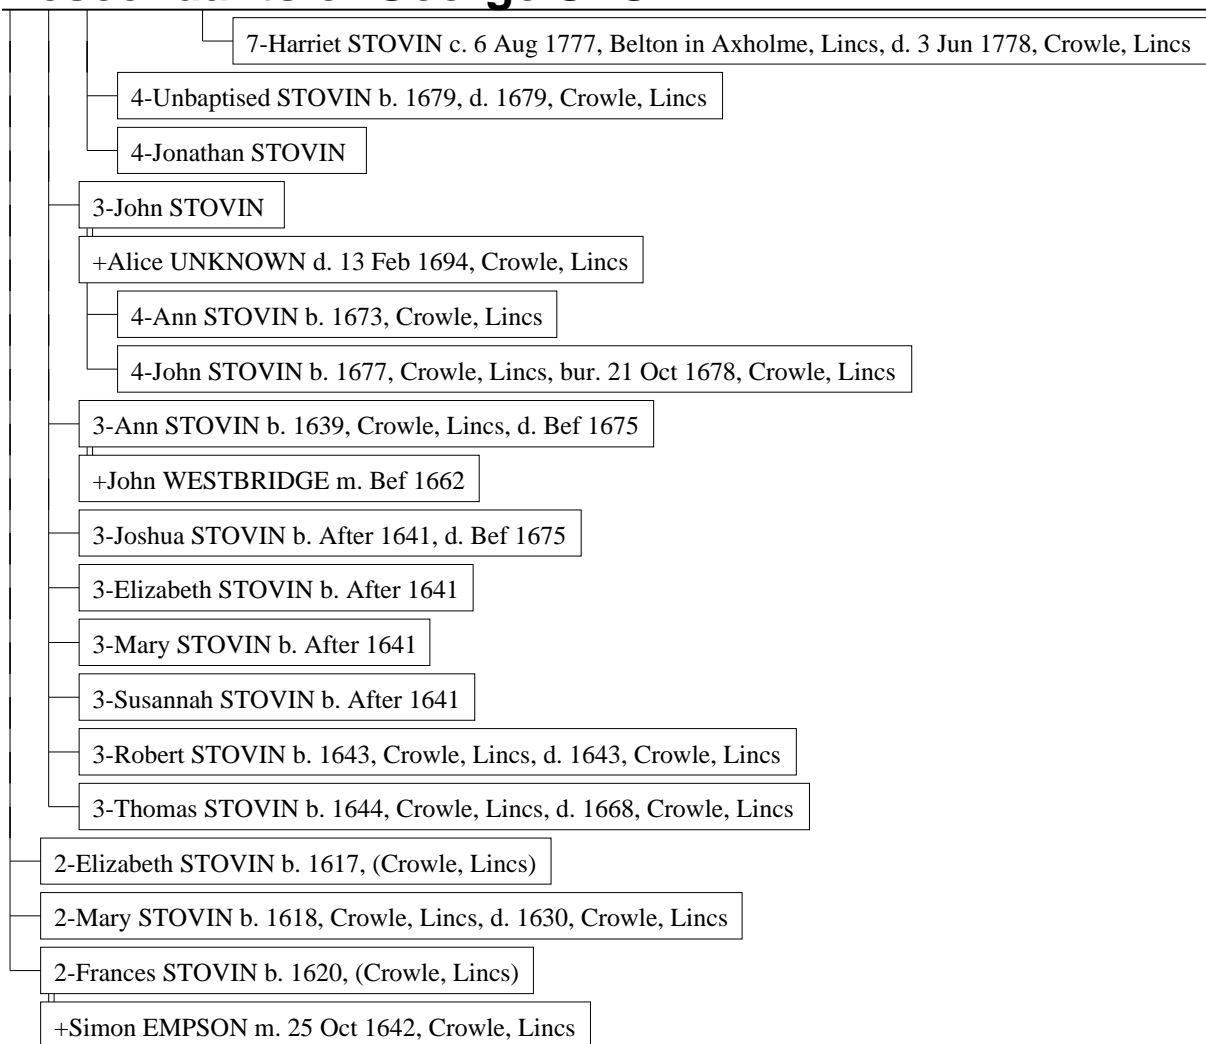 7-Harriet STOVIN c. 6 Aug 1777, Belton in Axholme, Lincs, d. 3 Jun 1778, Crowle, Lincs
4-Unbaptised STOVIN b. 1679, d. 1679, Crowle, Lincs
4-Jonathan STOVIN
3-John STOVIN
+Alice UNKNOWN d. 13 Feb 1694, Crowle, Lincs
4-Ann STOVIN b. 1673, Crowle, Lincs
4-John STOVIN b. 1677, Crowle, Lincs, bur. 21 Oct 1678, Crowle, Lincs
3-Ann STOVIN b. 1639, Crowle, Lincs, d. Bef 1675
+John WESTBRIDGE m. Bef 1662
3-Joshua STOVIN b. After 1641, d. Bef 1675
3-Elizabeth STOVIN b. After 1641
3-Mary STOVIN b. After 1641
3-Susannah STOVIN b. After 1641
3-Robert STOVIN b. 1643, Crowle, Lincs, d. 1643, Crowle, Lincs
3-Thomas STOVIN b. 1644, Crowle, Lincs, d. 1668, Crowle, Lincs
2-Elizabeth STOVIN b. 1617, (Crowle, Lincs)
2-Mary STOVIN b. 1618, Crowle, Lincs, d. 1630, Crowle, Lincs
2-Frances STOVIN b. 1620, (Crowle, Lincs)
+Simon EMPSON m. 25 Oct 1642, Crowle, Lincs